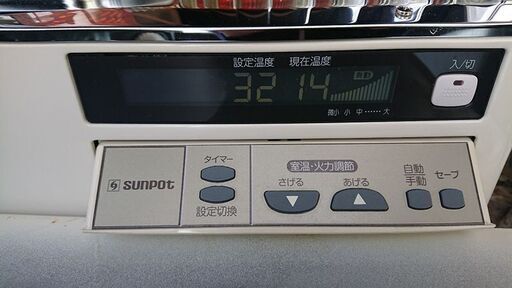 設定温度 現在温度
入/切
32 14 自動
微小 小 中 ・・・・・・ 大
SUNPOT
タイマー
設定切換
室温・火力調節
さげる あげる
▼ ▲
自動
手動
セーブ